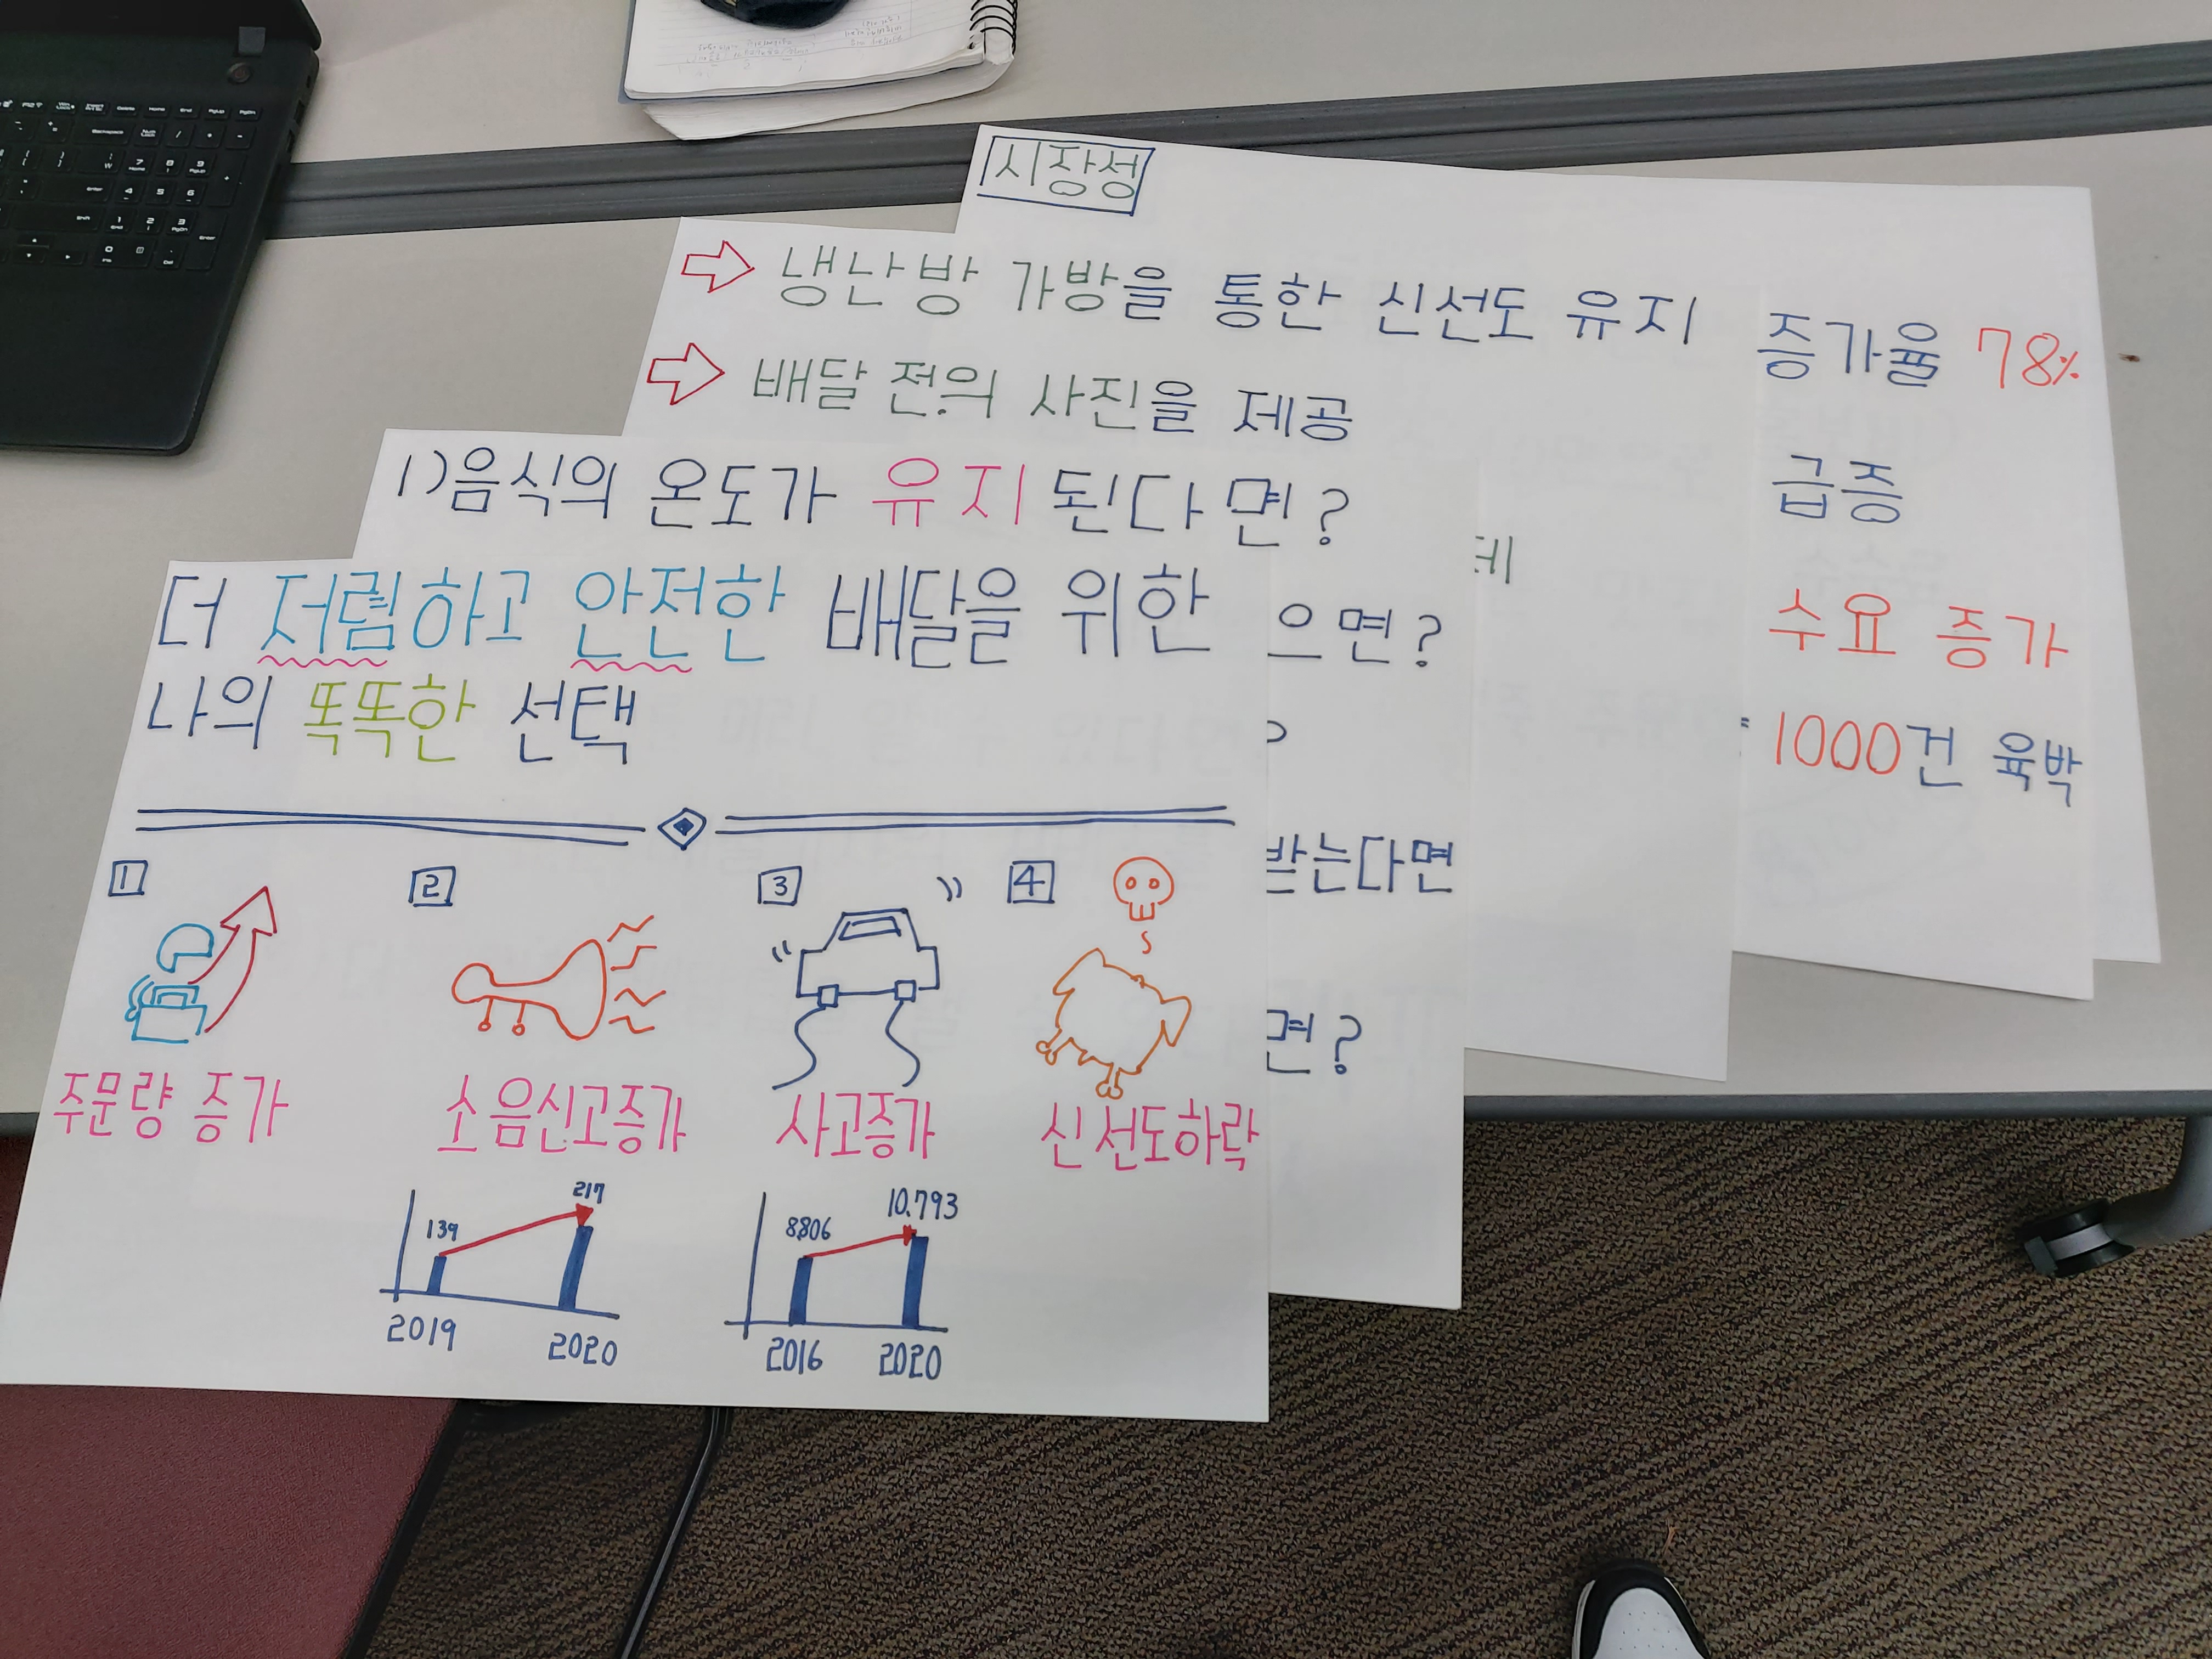 시장성
증가율 78%
급증
수요 증가
1000건 육박
냉난방 가방을 통한 신선도 유지
배달 전의 사진을 제공
1)음식의 온도가 유지 된다면?
으면?
받는다면
면?
더 저렴하고 안전한 배달을 위한
나의 똑똑한 선택
1
2
3
4
주문량 증가
소음신고증가
사고증가
신선도하락
139
217
2019
2020
8,806
10.793
2016
2020